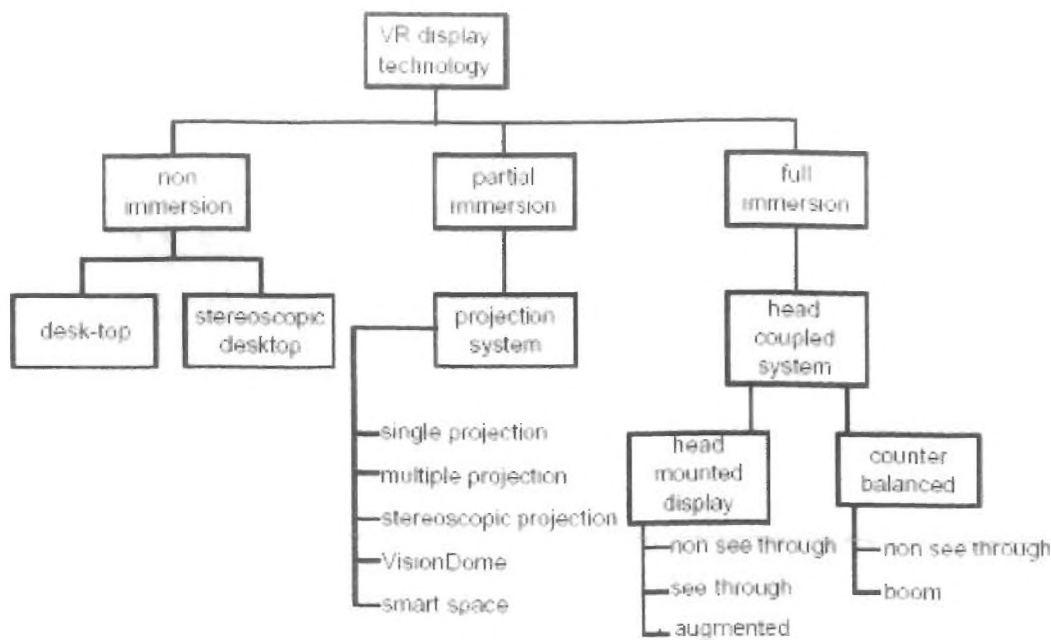 VR display
technology
non
immersion
partial
immersion
full
immersion
desk-top
stereoscopic
desktop
projection
system
head
coupled
system
single projection
multiple projection
stereoscopic projection
VisionDome
smart space
head
mounted
display
counter
balanced
non see through
see through
augmented
non see through
boom